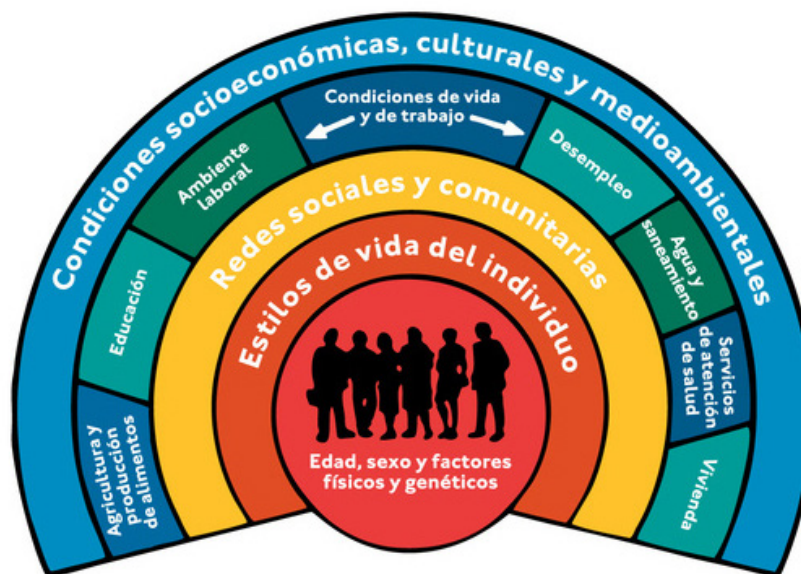 Condiciones socioeconómicas, culturales y medioambientales
Condiciones de vida
y de trabajo
Agricultura y
producción
de alimentos
Educación
Ambiente
laboral
Desempleo
Agua y
saneamiento
Servicios
de atención
de salud
Vivienda
Redes sociales y comunitarias
Estilos de vida del individuo
Edad, sexo y factores
físicos y genéticos